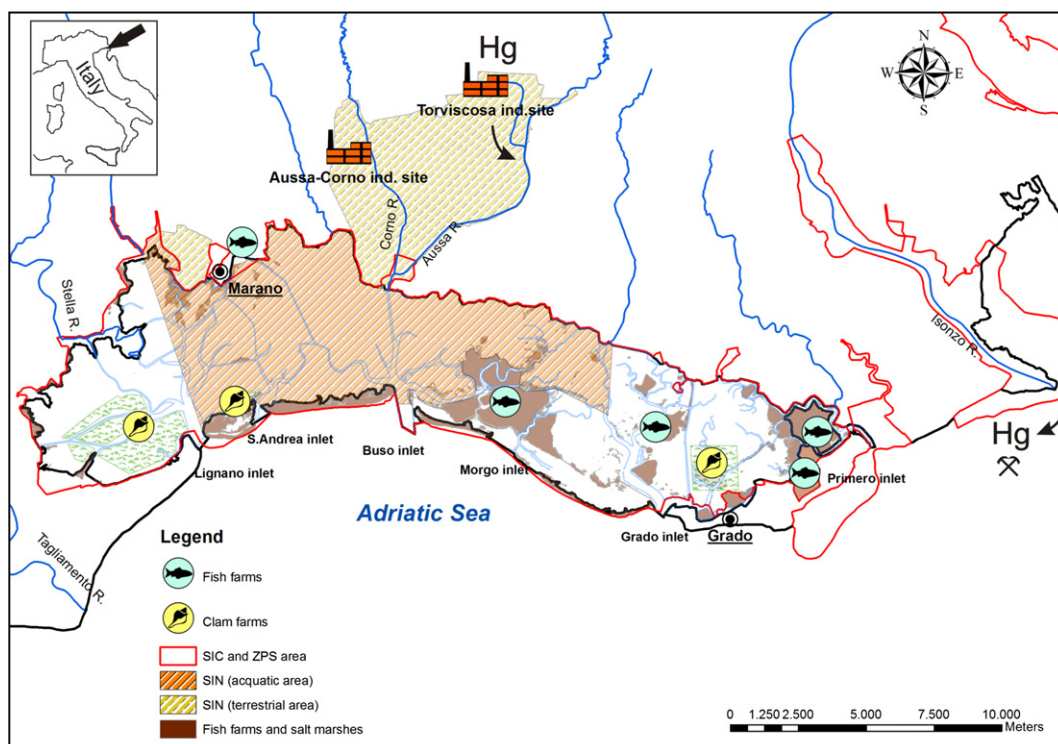 Italy
Hg
N
W E
S
Torviscosa ind.site
Aussa-Corno ind. site
Corno R.
Aussa R.
Marano
Stella R.
Isonzo R.
S.Andrea inlet
Lignano inlet
Buso inlet
Morgo inlet
Primero inlet
Hg
Grado inlet
Grado
Adriatic Sea
Tagliamento R.
Legend
Fish farms
Clam farms
SIC and ZPS area
SIN (acquatic area)
SIN (terrestrial area)
Fish farms and salt marshes
0 1.250 2.500 5.000 7.500 10.000
Meters